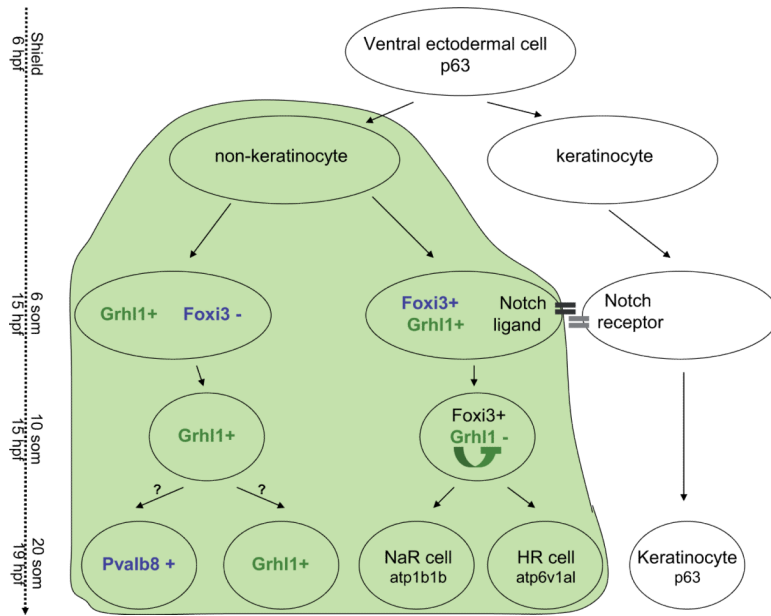 Shield
6 hpf
Ventral ectodermal cell
p63
non-keratinocyte
keratinocyte
6 som
15 hpf
Grhl1+ Foxi3 -
Foxi3+
Grhl1+
Notch
ligand
Notch
receptor
10 som
15 hpf
Grhl1+
Foxi3+
Grhl1 -
? ?
20 som
19 hpf
Pvalb8 +
Grhl1+
NaR cell
atp1b1b
HR cell
atp6v1al
Keratinocyte
p63